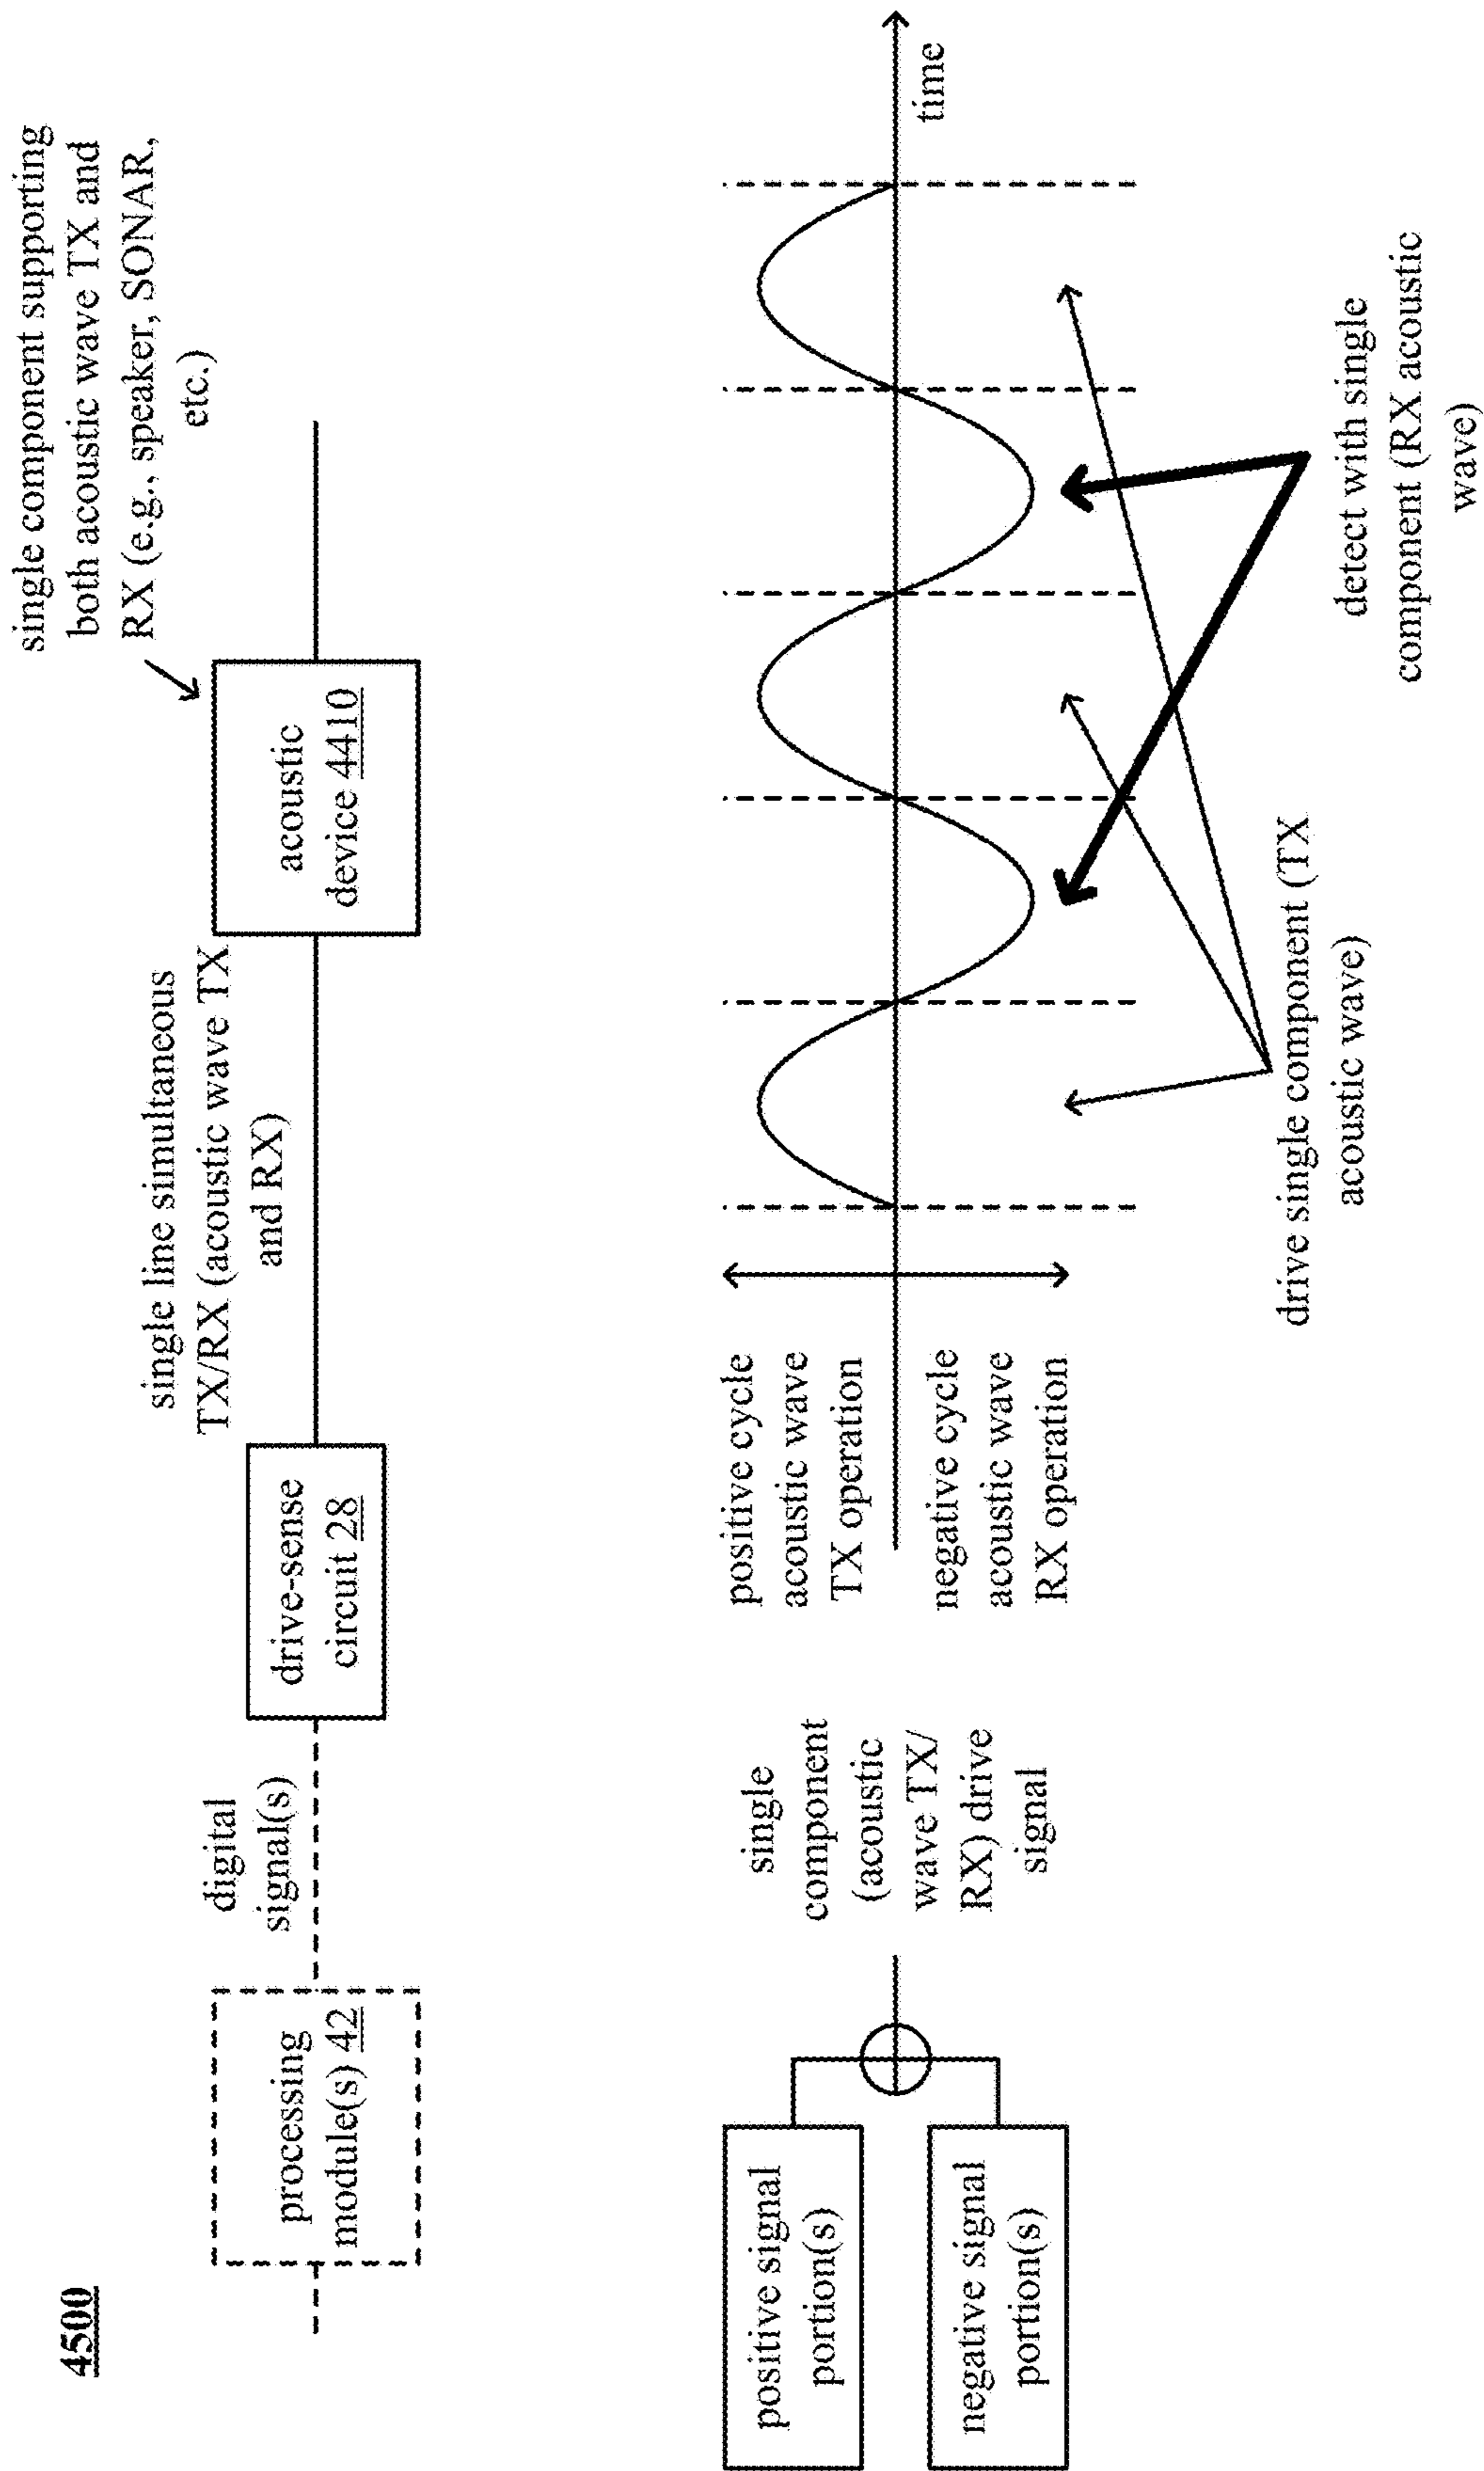 4500
processing
module(s) 42
digital
signal(s)
drive-sense
circuit 28
single line simultaneous
TX/RX (acoustic wave TX
and RX)
acoustic
device 4410
single component supporting
both acoustic wave TX and
RX (e.g., speaker, SONAR,
etc.)
positive signal
portion(s)
negative signal
portion(s)
single
component
(acoustic
wave TX/
RX) drive
signal
positive cycle
acoustic wave
TX operation
negative cycle
acoustic wave
RX operation
time
drive single component (TX
acoustic wave)
detect with single
component (RX acoustic
wave)